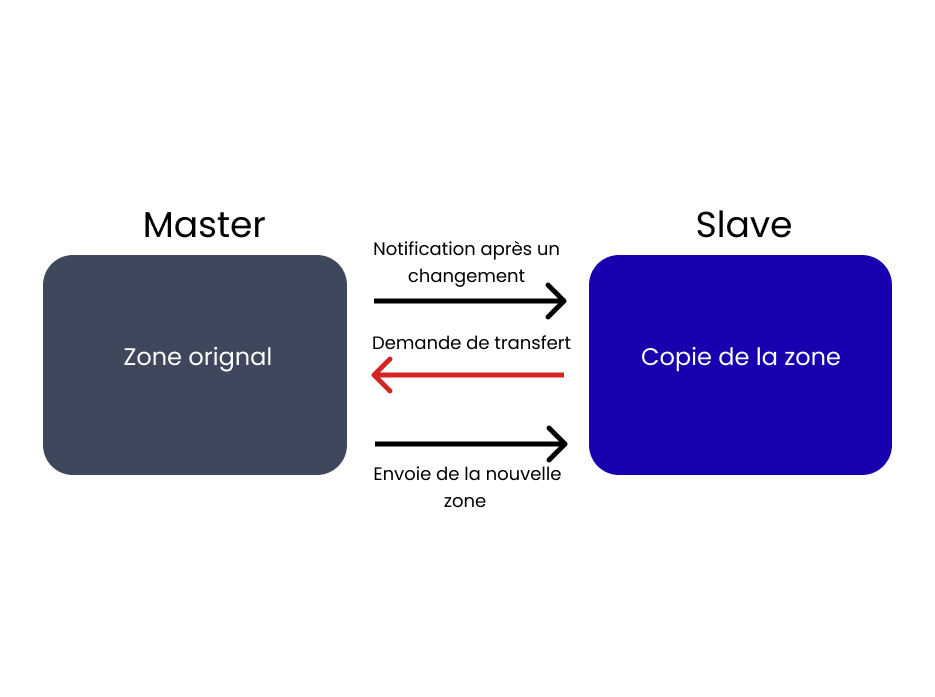 Master
Slave
Notification après un
changement
Zone orignal
Demande de transfert
Copie de la zone
Envoie de la nouvelle
zone